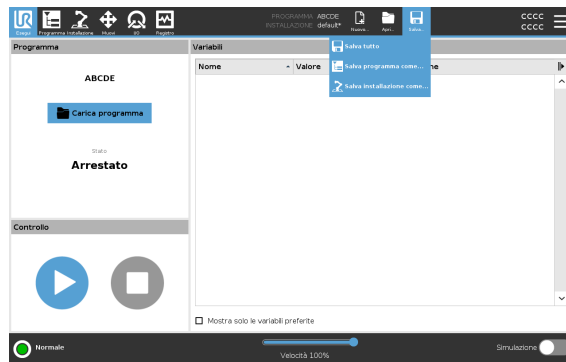 UR
Esegui
Programma
Installazione
Muovi
I/O
Registro
PROGRAMMA ABCDE
INSTALLAZIONE default*
Nuovo...
Apri...
Salva...
cccc
cccc
Programma
Variabili
Salva tutto
Salva programma come...
Salva installazione come...
Nome
Valore
ne
ABCDE
Carica programma
Stato
Arrestato
Controllo
Mostra solo le variabili preferite
Normale
Velocità 100%
Simulazione